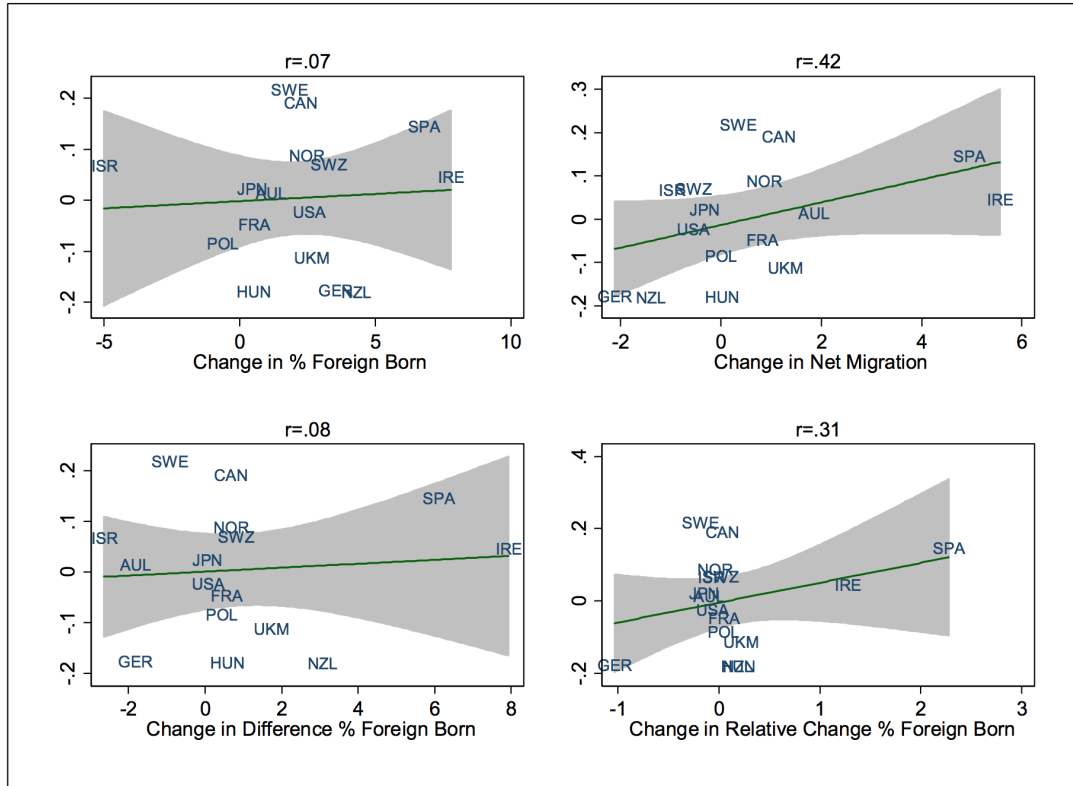 r=.07
.2
.1
0
-.1
-.2
SWE
CAN
SPA
NOR
SWZ
ISR
IRE
JPN
AUL
USA
FRA
POL
UKM
HUN
GER
NZL
-5
0
5
10
Change in % Foreign Born
r=.42
.3
.2
.1
0
-.1
-.2
SWE
CAN
SPA
NOR
ISR
SWZ
IRE
JPN
AUL
USA
FRA
POL
UKM
GER
NZL
HUN
-2
0
2
4
6
Change in Net Migration
r=.08
.2
.1
0
-.1
-.2
SWE
CAN
SPA
NOR
ISR
SWZ
IRE
JPN
AUL
USA
FRA
POL
UKM
GER
HUN
NZL
-2
0
2
4
6
8
Change in Difference % Foreign Born
r=.31
.4
.2
0
-.2
SWE
CAN
SPA
NOR
ISR
SWZ
IRE
JPN
AUL
USA
FRA
POL
UKM
GER
HUN
NZL
-1
0
1
2
3
Change in Relative Change % Foreign Born